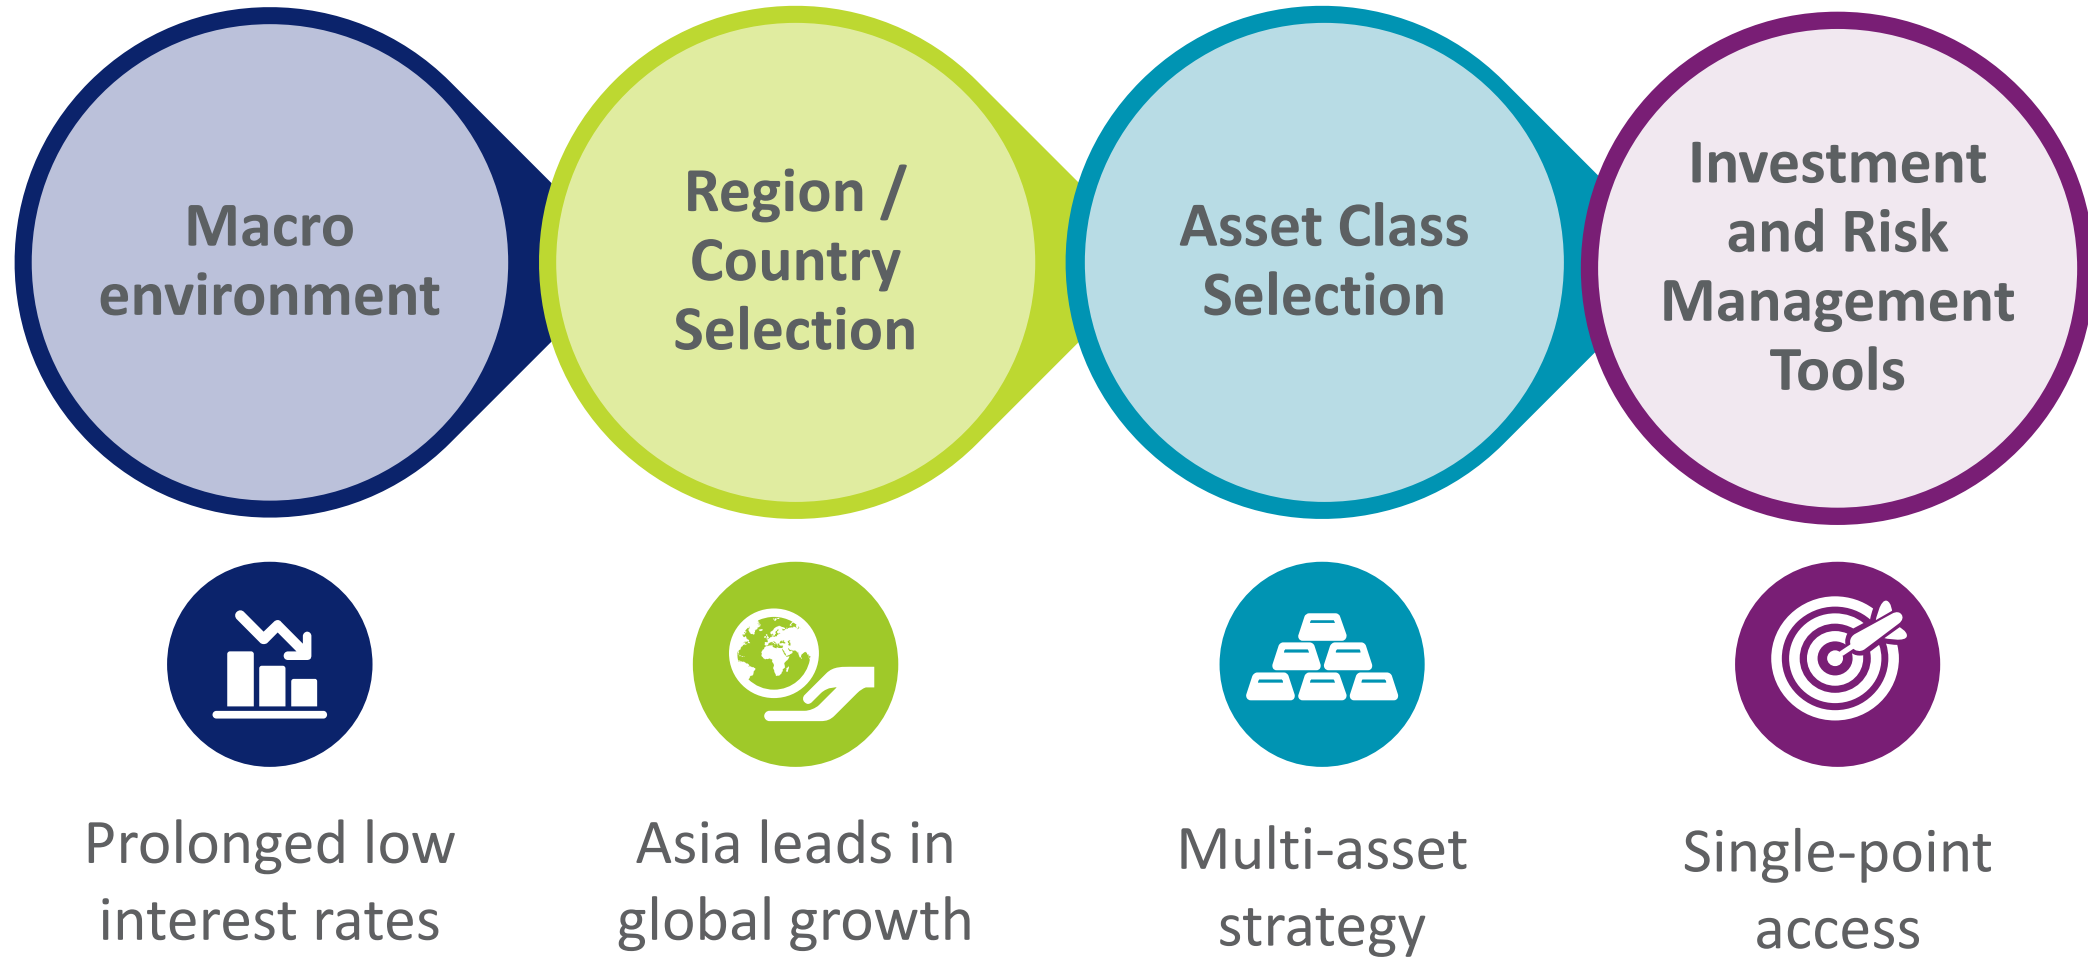 Macro
environment
Region /
Country
Selection
Asset Class
Selection
Investment
and Risk
Management
Tools
Prolonged low
interest rates
Asia leads in
global growth
Multi-asset
strategy
Single-point
access